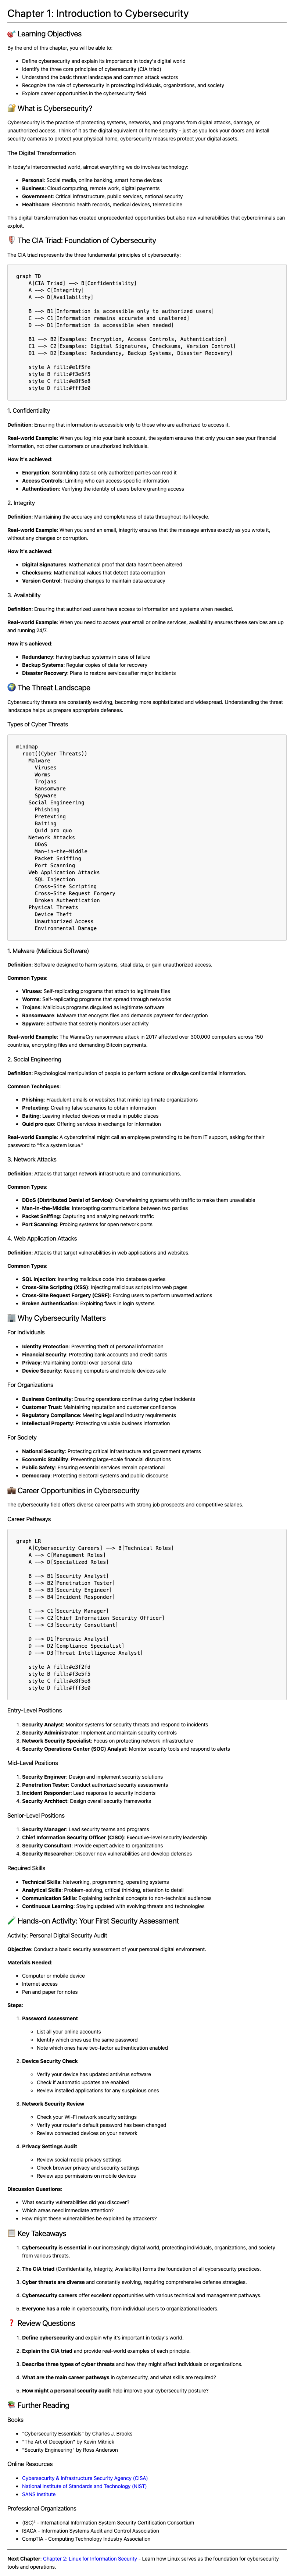 Chapter 1: Introduction to Cybersecurity
🎯 Learning Objectives
By the end of this chapter, you will be able to:
• Define cybersecurity and explain its importance in today's digital world
• Identify the three core principles of cybersecurity (CIA triad)
• Understand the basic threat landscape and common attack vectors
• Recognize the role of cybersecurity in protecting individuals, organizations, and society
• Explore career opportunities in the cybersecurity field
📝 What is Cybersecurity?
Cybersecurity is the practice of protecting systems, networks, and programs from digital attacks, damage, or
unauthorized access. Think of it as the digital equivalent of home security - just as you lock your doors and install
security cameras to protect your physical home, cybersecurity measures protect your digital assets.
The Digital Transformation
In today's interconnected world, almost everything we do involves technology:
• Personal: Social media, online banking, smart home devices
• Business: Cloud computing, remote work, digital payments
• Government: Critical infrastructure, public services, national security
• Healthcare: Electronic health records, medical devices, telemedicine
This digital transformation has created unprecedented opportunities but also new vulnerabilities that cybercriminals can
exploit.
🛡️ The CIA Triad: Foundation of Cybersecurity
The CIA triad represents the three fundamental principles of cybersecurity:
graph TD
A[CIA Triad] --> B[Confidentiality]
A --> C[Integrity]
A --> D[Availability]
B --> B1[Information is accessible only to authorized users]
C --> C1[Information remains accurate and unaltered]
D --> D1[Information is accessible when needed]
B1 --> B2[Examples: Encryption, Access Controls, Authentication]
C1 --> C2[Examples: Digital Signatures, Checksums, Version Control]
D1 --> D2[Examples: Redundancy, Backup Systems, Disaster Recovery]
style A fill:#e1f5fe
style B fill:#f3e5f5
style C fill:#e8f5e8
style D fill:#fff3e0
1. Confidentiality
Definition: Ensuring that information is accessible only to those who are authorized to access it.
Real-world Example: When you log into your bank account, the system ensures that only you can see your financial
information, not other customers or unauthorized individuals.
How it's achieved:
• Encryption: Scrambling data so only authorized parties can read it
• Access Controls: Limiting who can access specific information
• Authentication: Verifying the identity of users before granting access
2. Integrity
Definition: Maintaining the accuracy and completeness of data throughout its lifecycle.
Real-world Example: When you send an email, integrity ensures that the message arrives exactly as you wrote it,
without any changes or corruption.
How it's achieved:
• Digital Signatures: Mathematical proof that data hasn't been altered
• Checksums: Mathematical values that detect data corruption
• Version Control: Tracking changes to maintain data accuracy
3. Availability
Definition: Ensuring that authorized users have access to information and systems when needed.
Real-world Example: When you need to access your email or online services, availability ensures these services are up
and running 24/7.
How it's achieved:
• Redundancy: Having backup systems in case of failure
• Backup Systems: Regular copies of data for recovery
• Disaster Recovery: Plans to restore services after major incidents
🌍 The Threat Landscape
Cybersecurity threats are constantly evolving, becoming more sophisticated and widespread. Understanding the threat
landscape helps us prepare appropriate defenses.
Types of Cyber Threats
mindmap
root((Cyber Threats))
Malware
Viruses
Worms
Trojans
Ransomware
Spyware
Social Engineering
Phishing
Pretexting
Baiting
Quid pro quo
Network Attacks
DDoS
Man-in-the-Middle
Packet Sniffing
Port Scanning
Web Application Attacks
SQL Injection
Cross-Site Scripting
Cross-Site Request Forgery
Broken Authentication
Physical Threats
Device Theft
Unauthorized Access
Environmental Damage
1. Malware (Malicious Software)
Definition: Software designed to harm systems, steal data, or gain unauthorized access.
Common Types:
• Viruses: Self-replicating programs that attach to legitimate files
• Worms: Self-replicating programs that spread through networks
• Trojans: Malicious programs disguised as legitimate software
• Ransomware: Malware that encrypts files and demands payment for decryption
• Spyware: Software that secretly monitors user activity
Real-world Example: The WannaCry ransomware attack in 2017 affected over 300,000 computers across 150
countries, encrypting files and demanding Bitcoin payments.
2. Social Engineering
Definition: Psychological manipulation of people to perform actions or divulge confidential information.
Common Techniques:
• Phishing: Fraudulent emails or websites that mimic legitimate organizations
• Pretexting: Creating false scenarios to obtain information
• Baiting: Leaving infected devices or media in public places
• Quid pro quo: Offering services in exchange for information
Real-world Example: A cybercriminal might call an employee pretending to be from IT support, asking for their
password to "fix a system issue."
3. Network Attacks
Definition: Attacks that target network infrastructure and communications.
Common Types:
• DDoS (Distributed Denial of Service): Overwhelming systems with traffic to make them unavailable
• Man-in-the-Middle: Intercepting communications between two parties
• Packet Sniffing: Capturing and analyzing network traffic
• Port Scanning: Probing systems for open network ports
4. Web Application Attacks
Definition: Attacks that target vulnerabilities in web applications and websites.
Common Types:
• SQL Injection: Inserting malicious code into database queries
• Cross-Site Scripting (XSS): Injecting malicious scripts into web pages
• Cross-Site Request Forgery (CSRF): Forcing users to perform unwanted actions
• Broken Authentication: Exploiting flaws in login systems
🏢 Why Cybersecurity Matters
For Individuals
• Identity Protection: Preventing theft of personal information
• Financial Security: Protecting bank accounts and credit cards
• Privacy: Maintaining control over personal data
• Device Security: Keeping computers and mobile devices safe
For Organizations
• Business Continuity: Ensuring operations continue during cyber incidents
• Customer Trust: Maintaining reputation and customer confidence
• Regulatory Compliance: Meeting legal and industry requirements
• Intellectual Property: Protecting valuable business information
For Society
• National Security: Protecting critical infrastructure and government systems
• Economic Stability: Preventing large-scale financial disruptions
• Public Safety: Ensuring essential services remain operational
• Democracy: Protecting electoral systems and public discourse
💼 Career Opportunities in Cybersecurity
The cybersecurity field offers diverse career paths with strong job prospects and competitive salaries.
Career Pathways
graph LR
A[Cybersecurity Careers] --> B[Technical Roles]
A --> C[Management Roles]
A --> D[Specialized Roles]
B --> B1[Security Analyst]
B --> B2[Penetration Tester]
B --> B3[Security Engineer]
B --> B4[Incident Responder]
C --> C1[Security Manager]
C --> C2[Chief Information Security Officer]
C --> C3[Security Consultant]
D --> D1[Forensic Analyst]
D --> D2[Compliance Specialist]
D --> D3[Threat Intelligence Analyst]
style A fill:#e3f2fd
style B fill:#f3e5f5
style C fill:#e8f5e8
style D fill:#fff3e0
Entry-Level Positions
1. Security Analyst: Monitor systems for security threats and respond to incidents
2. Security Administrator: Implement and maintain security controls
3. Network Security Specialist: Focus on protecting network infrastructure
4. Security Operations Center (SOC) Analyst: Monitor security tools and respond to alerts
Mid-Level Positions
1. Security Engineer: Design and implement security solutions
2. Penetration Tester: Conduct authorized security assessments
3. Incident Responder: Lead response to security incidents
4. Security Architect: Design overall security frameworks
Senior-Level Positions
1. Security Manager: Lead security teams and programs
2. Chief Information Security Officer (CISO): Executive-level security leadership
3. Security Consultant: Provide expert advice to organizations
4. Security Researcher: Discover new vulnerabilities and develop defenses
Required Skills
• Technical Skills: Networking, programming, operating systems
• Analytical Skills: Problem-solving, critical thinking, attention to detail
• Communication Skills: Explaining technical concepts to non-technical audiences
• Continuous Learning: Staying updated with evolving threats and technologies
🧪 Hands-on Activity: Your First Security Assessment
Activity: Personal Digital Security Audit
Objective: Conduct a basic security assessment of your personal digital environment.
Materials Needed:
• Computer or mobile device
• Internet access
• Pen and paper for notes
Steps:
1. Password Assessment
○ List all your online accounts
○ Identify which ones use the same password
○ Note which ones have two-factor authentication enabled
2. Device Security Check
○ Verify your device has updated antivirus software
○ Check if automatic updates are enabled
○ Review installed applications for any suspicious ones
3. Network Security Review
○ Check your Wi-Fi network security settings
○ Verify your router's default password has been changed
○ Review connected devices on your network
4. Privacy Settings Audit
○ Review social media privacy settings
○ Check browser privacy and security settings
○ Review app permissions on mobile devices
Discussion Questions:
• What security vulnerabilities did you discover?
• Which areas need immediate attention?
• How might these vulnerabilities be exploited by attackers?
📋 Key Takeaways
1. Cybersecurity is essential in our increasingly digital world, protecting individuals, organizations, and society
from various threats.
2. The CIA triad (Confidentiality, Integrity, Availability) forms the foundation of all cybersecurity practices.
3. Cyber threats are diverse and constantly evolving, requiring comprehensive defense strategies.
4. Cybersecurity careers offer excellent opportunities with various technical and management pathways.
5. Everyone has a role in cybersecurity, from individual users to organizational leaders.
❓ Review Questions
1. Define cybersecurity and explain why it's important in today's world.
2. Explain the CIA triad and provide real-world examples of each principle.
3. Describe three types of cyber threats and how they might affect individuals or organizations.
4. What are the main career pathways in cybersecurity, and what skills are required?
5. How might a personal security audit help improve your cybersecurity posture?
📚 Further Reading
Books
• "Cybersecurity Essentials" by Charles J. Brooks
• "The Art of Deception" by Kevin Mitnick
• "Security Engineering" by Ross Anderson
Online Resources
• Cybersecurity & Infrastructure Security Agency (CISA)
• National Institute of Standards and Technology (NIST)
• SANS Institute
Professional Organizations
• (ISC)² - International Information System Security Certification Consortium
• ISACA - Information Systems Audit and Control Association
• CompTIA - Computing Technology Industry Association
Next Chapter: Chapter 2: Linux for Information Security - Learn how Linux serves as the foundation for cybersecurity
tools and operations.